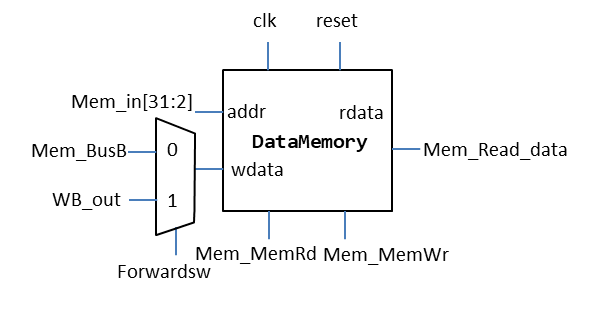 clk reset
Mem_in[31:2] addr rdata
DataMemory
Mem_BusB 0 Mem_Read_data
wdata
WB_out 1
Mem_MemRd Mem_MemWr
Forwardsw